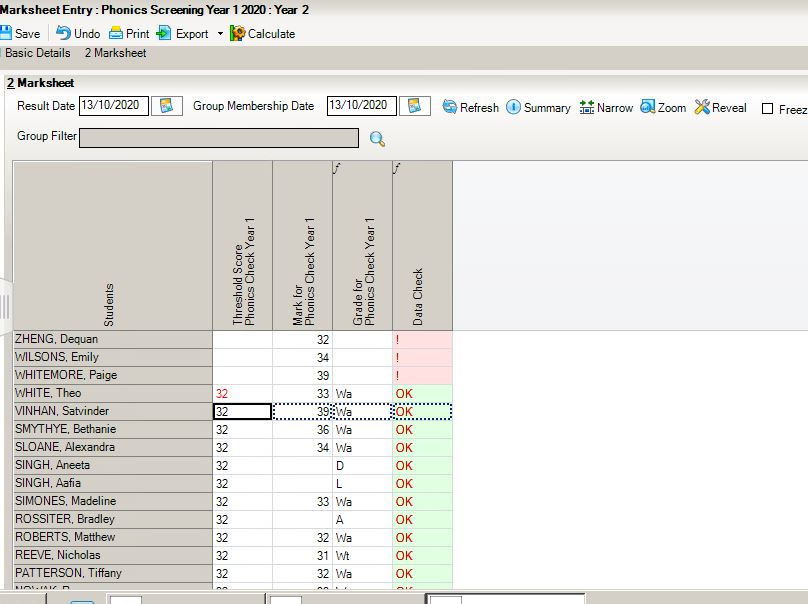 Marksheet Entry : Phonics Screening Year 1 2020 : Year 2
Save Undo Print Export Calculate
Basic Details 2 Marksheet
2 Marksheet
Result Date 13/10/2020 Group Membership Date 13/10/2020 Refresh Summary Narrow Zoom Reveal Freez
Group Filter
f f
Students
Threshold Score
Phonics Check Year 1
Mark for
Phonics Check Year 1
Grade for
Phonics Check Year 1
Data Check
ZHENG, Dequan 32 !
WILSONS, Emily 34 !
WHITEMORE, Paige 39 !
WHITE, Theo 32 33 Wa OK
VINHAN, Satvinder 32 39 Wa OK
SMYTHYE, Bethanie 32 36 Wa OK
SLOANE, Alexandra 32 34 Wa OK
SINGH, Aneeta 32 D OK
SINGH, Aafia 32 L OK
SIMONES, Madeline 32 33 Wa OK
ROSSITER, Bradley 32 A OK
ROBERTS, Matthew 32 32 Wa OK
REEVE, Nicholas 32 31 Wt OK
PATTERSON, Tiffany 32 32 Wa OK